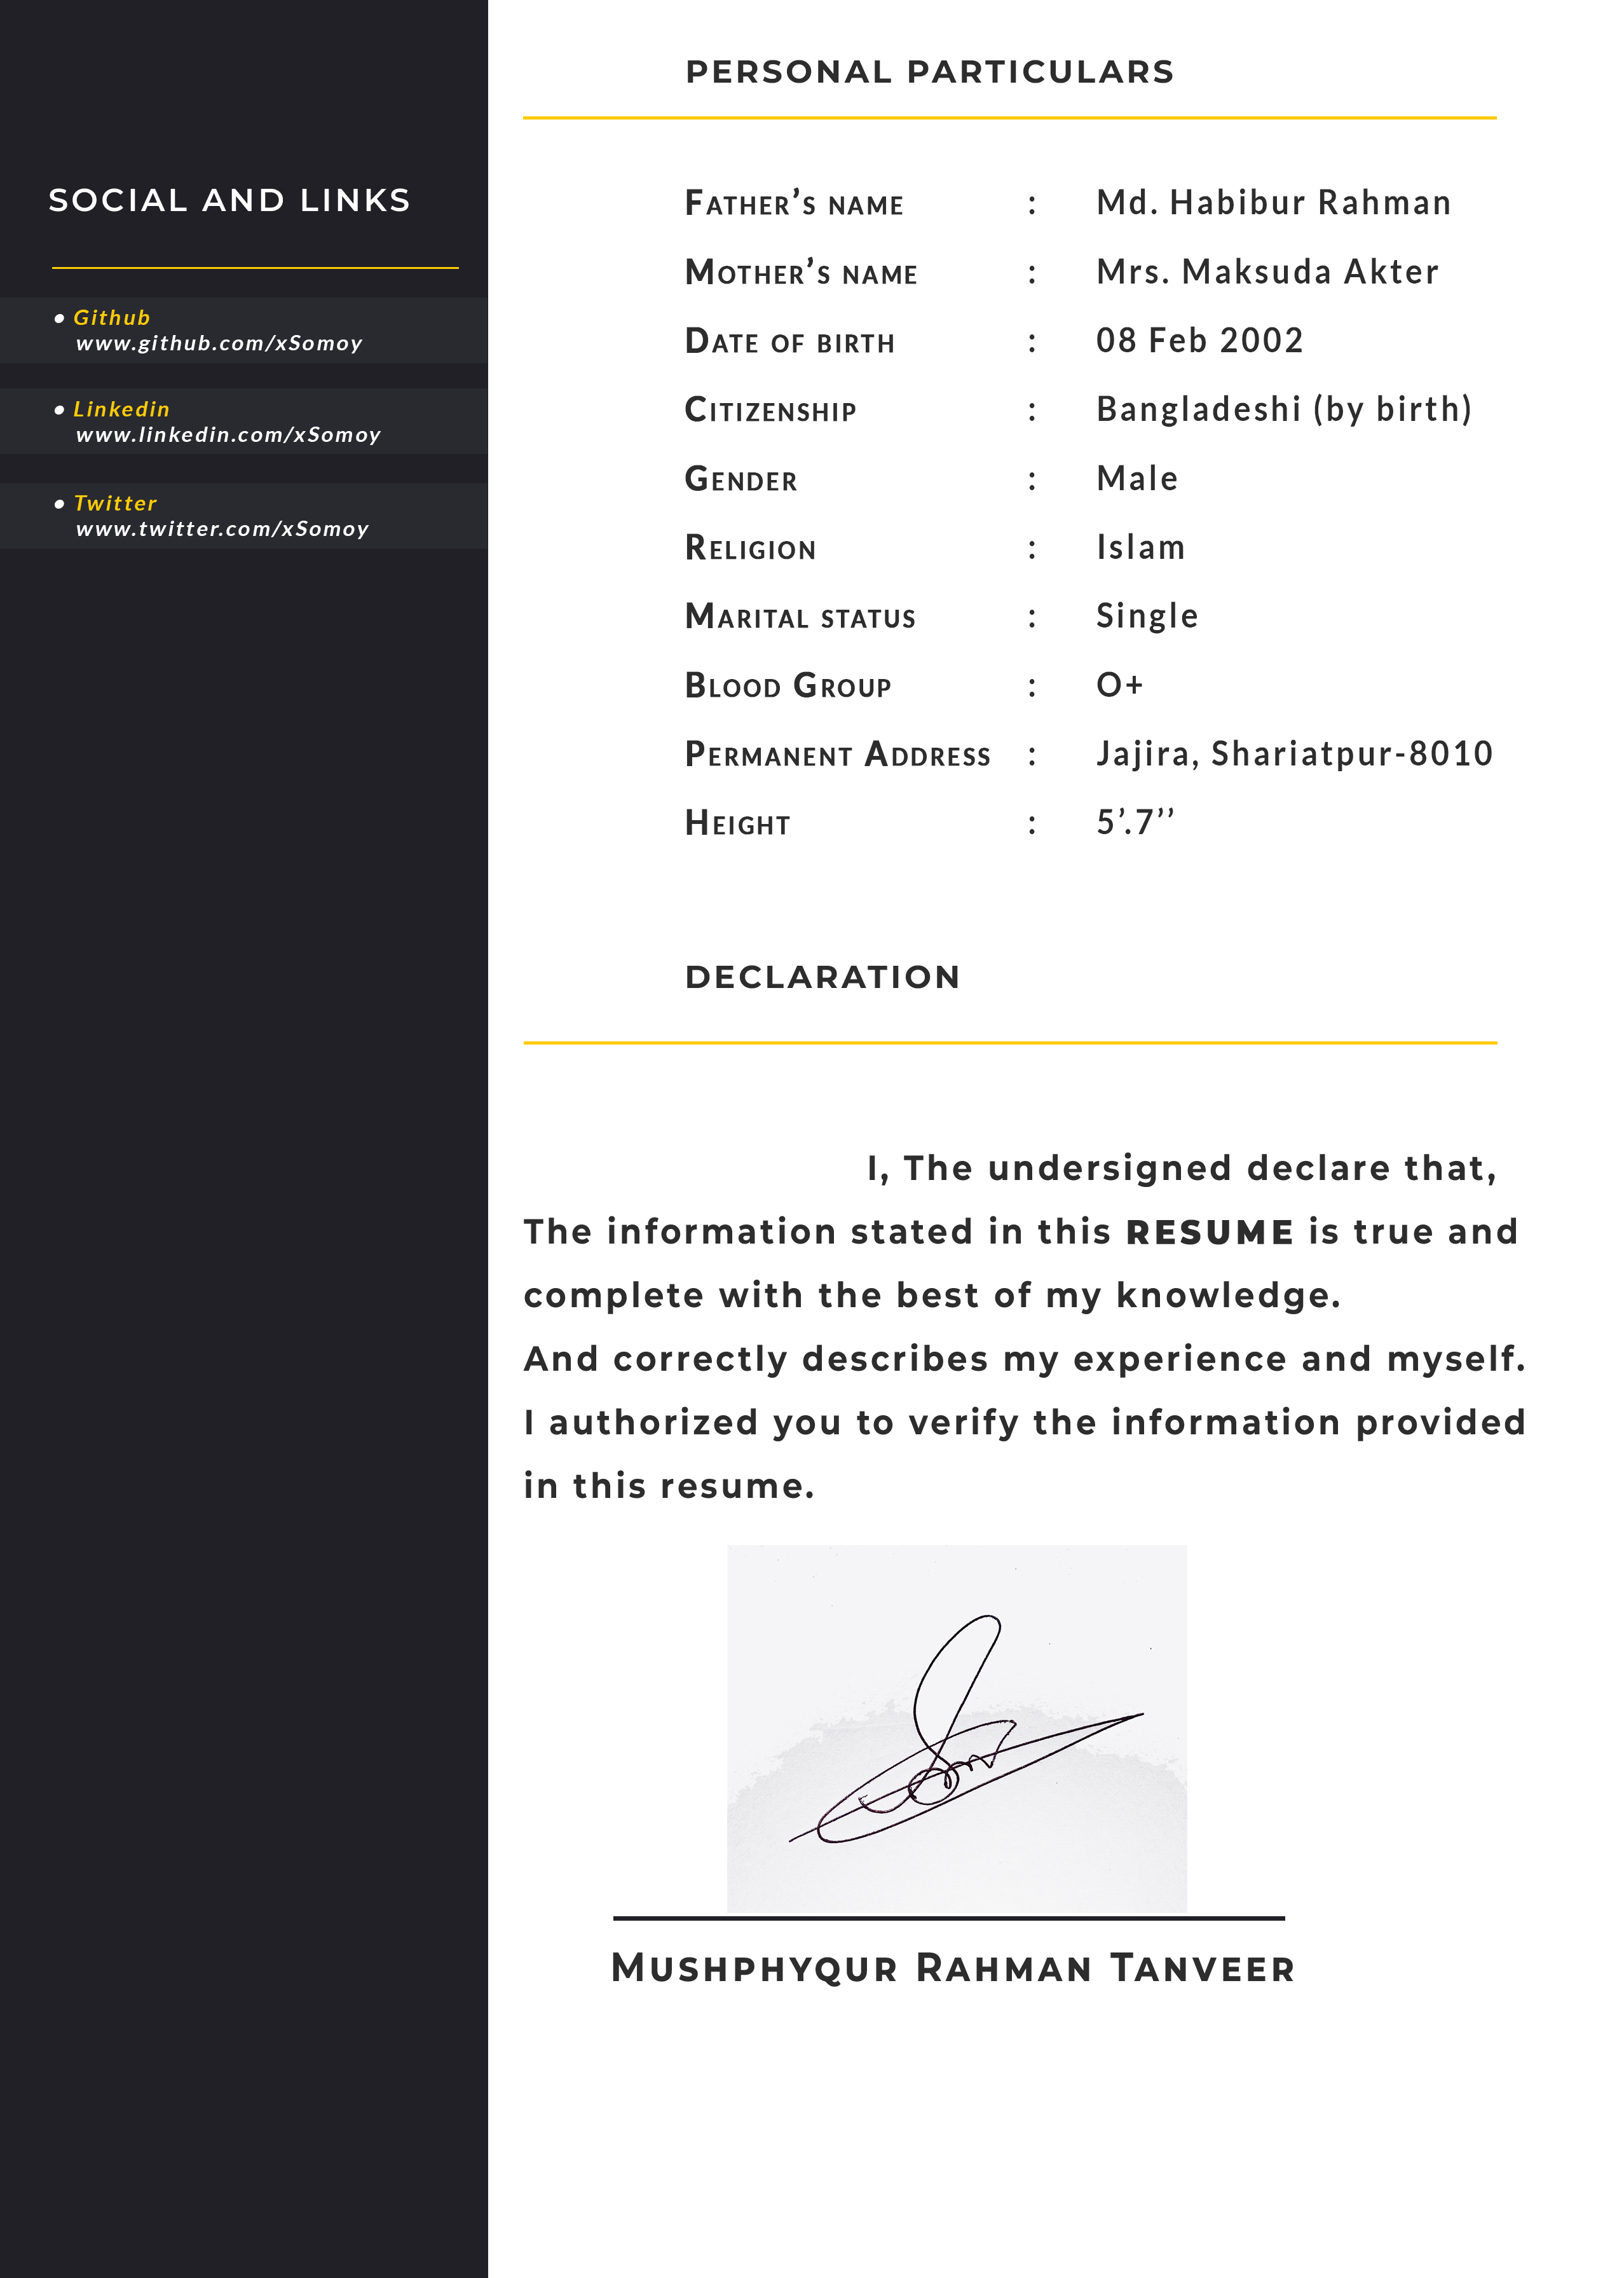 SOCIAL AND LINKS
• Github
www.github.com/xSomoy
• Linkedin
www.linkedin.com/xSomoy
• Twitter
www.twitter.com/xSomoy
PERSONAL PARTICULARS
Father’s name : Md. Habibur Rahman
Mother’s name : Mrs. Maksuda Akter
Date of birth : 08 Feb 2002
Citizenship : Bangladeshi (by birth)
Gender : Male
Religion : Islam
Marital status : Single
Blood Group : O+
Permanent Address : Jajira, Shariatpur-8010
Height : 5’.7’’
DECLARATION
I, The undersigned declare that,
The information stated in this RESUME is true and
complete with the best of my knowledge.
And correctly describes my experience and myself.
I authorized you to verify the information provided
in this resume.
Mushphyqur Rahman Tanveer